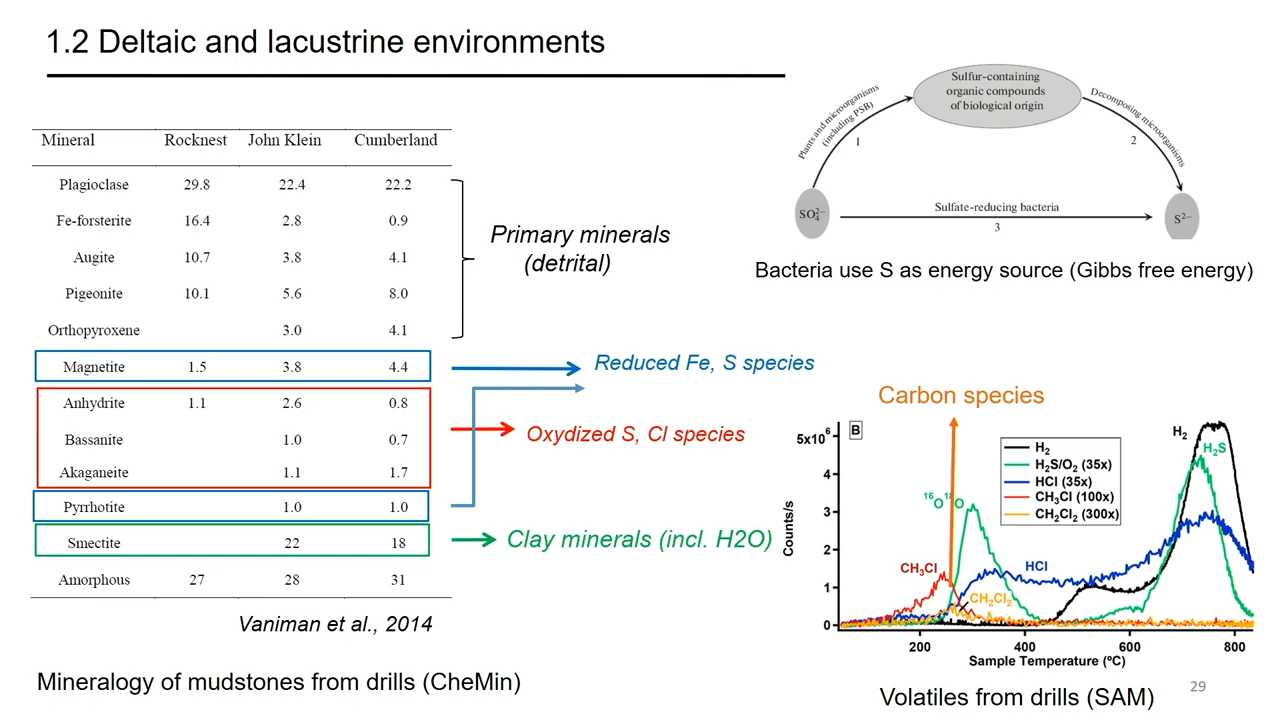 1.2 Deltaic and lacustrine environments
Mineral Rocknest John Klein Cumberland
Plagioclase 29.8 22.4 22.2
Fe-forsterite 16.4 2.8 0.9
Augite 10.7 3.8 4.1
Pigeonite 10.1 5.6 8.0
Orthopyroxene 3.0 4.1
Magnetite 1.5 3.8 4.4
Anhydrite 1.1 2.6 0.8
Bassanite 1.0 0.7
Akaganeite 1.1 1.7
Pyrrhotite 1.0 1.0
Smectite 22 18
Amorphous 27 28 31
Vaniman et al., 2014
Mineralogy of mudstones from drills (CheMin)
Primary minerals
(detrital)
Reduced Fe, S species
Oxydized S, Cl species
Clay minerals (incl. H2O)
Sulfur-containing
organic compounds
of biological origin
Plants and microorganisms
(including PSB)
1
Decomposing microorganisms
2
SO₄²⁻
Sulfate-reducing bacteria
3
S²⁻
Bacteria use S as energy source (Gibbs free energy)
Carbon species
B
5x10⁶
4
3
2
1
0
Counts/s
H₂
H₂S/O₂ (35x)
HCl (35x)
CH₃Cl (100x)
CH₂Cl₂ (300x)
H₂
H₂S
¹⁶O¹⁸O
HCl
CH₃Cl
CH₂Cl₂
200 400 600 800
Sample Temperature (ºC)
Volatiles from drills (SAM)
29